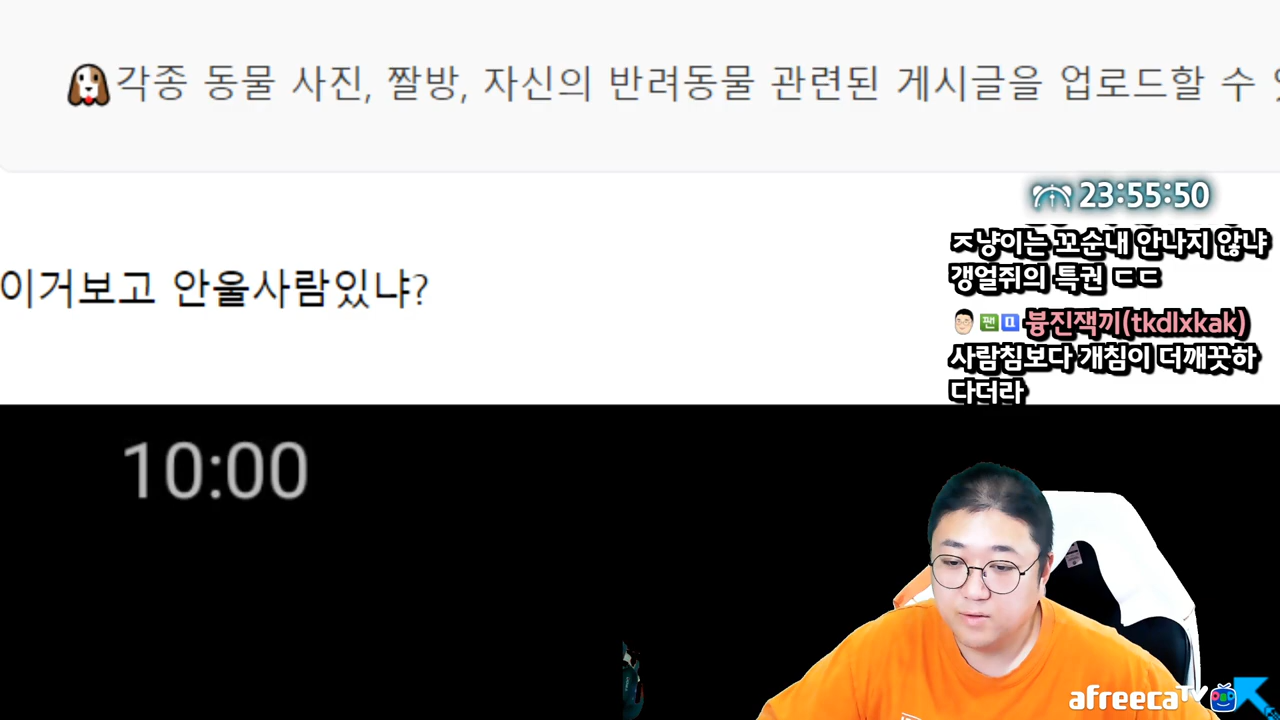 각종 동물 사진, 짤방, 자신의 반려동물 관련된 게시글을 업로드할 수
23:55:50
ㅈ냥이는 꼬순내 안나지 않냐
갱얼쥐의 특권 ㄷㄷ
이거보고 안울사람있냐?
팬 띠 븅진잭끼(tkdlxkak)
사람침보다 개침이 더깨끗하
다더라
10:00
afreecaTV